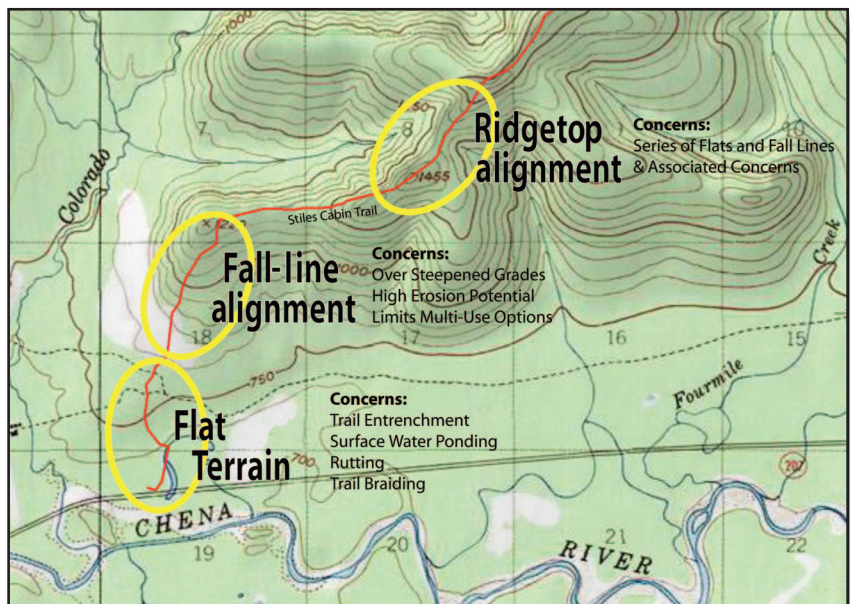 1000
7
8
1250
10
Ridgetop
alignment
Concerns:
Series of Flats and Fall Lines
& Associated Concerns
1455
Colorado
Stiles Cabin Trail
Creek
Fall-line
alignment
Concerns:
Over Steepened Grades
High Erosion Potential
Limits Multi-Use Options
1000
18
17
16
15
750
Fourmile
Flat
Terrain
Concerns:
Trail Entrenchment
Surface Water Ponding
Rutting
Trail Braiding
700
207
CHENA
RIVER
19
20
21
22